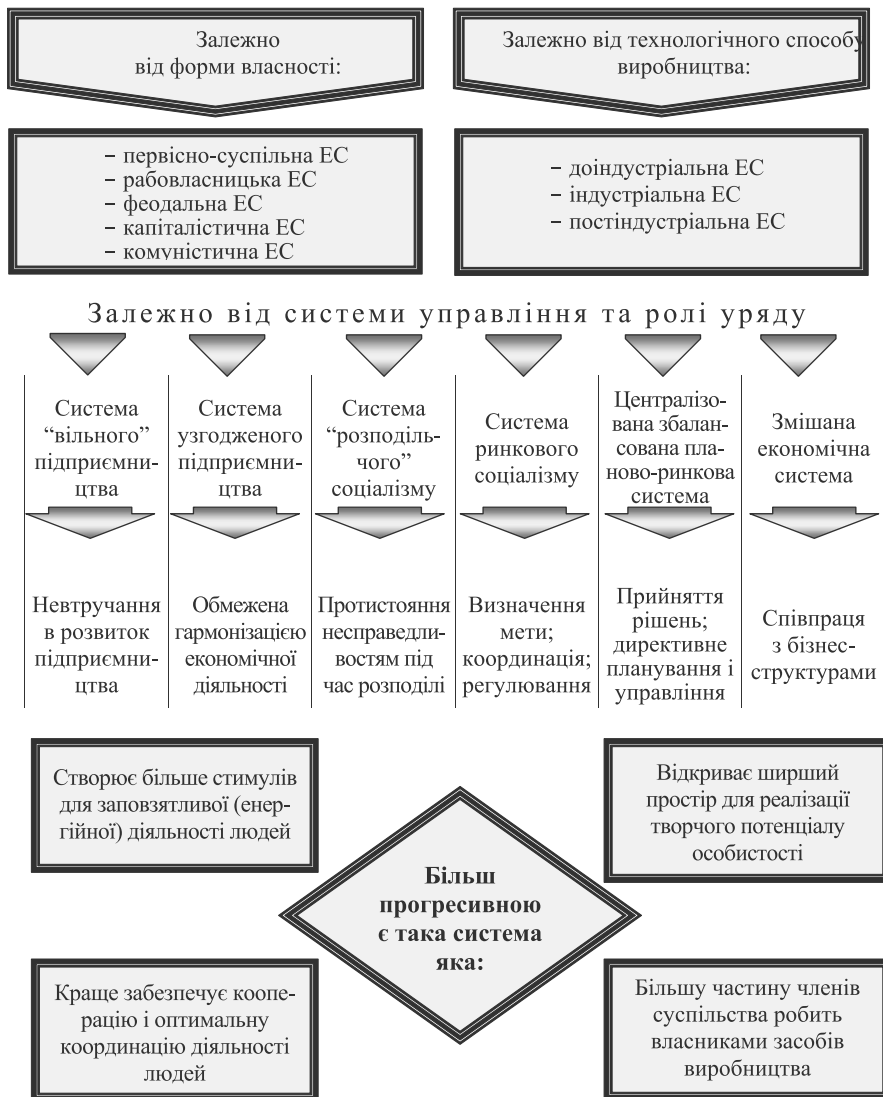 Залежно
від форми власності:
Залежно від технологічного способу
виробництва:
– первісно-суспільна ЕС
– рабовласницька ЕС
– феодальна ЕС
– капіталістична ЕС
– комуністична ЕС
– доіндустріальна ЕС
– індустріальна ЕС
– постіндустріальна ЕС
Залежно від системи управління та ролі уряду
Система
“вільного”
підприємни-
цтва
Система
узгодженого
підприємни-
цтва
Система
“розподіль-
чого”
соціалізму
Система
ринкового
соціалізму
Централізо-
вана збалан-
сована пла-
ново-ринкова
система
Змішана
економічна
система
Невтручання
в розвиток
підприємни-
цтва
Обмежена
гармонізацією
економічної
діяльності
Протистояння
несправедли-
востям під
час розподілі
Визначення
мети;
координація;
регулювання
Прийняття
рішень;
директивне
планування і
управління
Співпраця
з бізнес-
структурами
Створює більше стимулів
для заповзятливої (енер-
гійної) діяльності людей
Відкриває ширший
простір для реалізації
творчого потенціалу
особистості
Більш
прогресивною
є така система
яка:
Краще забезпечує коопе-
рацію і оптимальну
координацію діяльності
людей
Більшу частину членів
суспільства робить
власниками засобів
виробництва